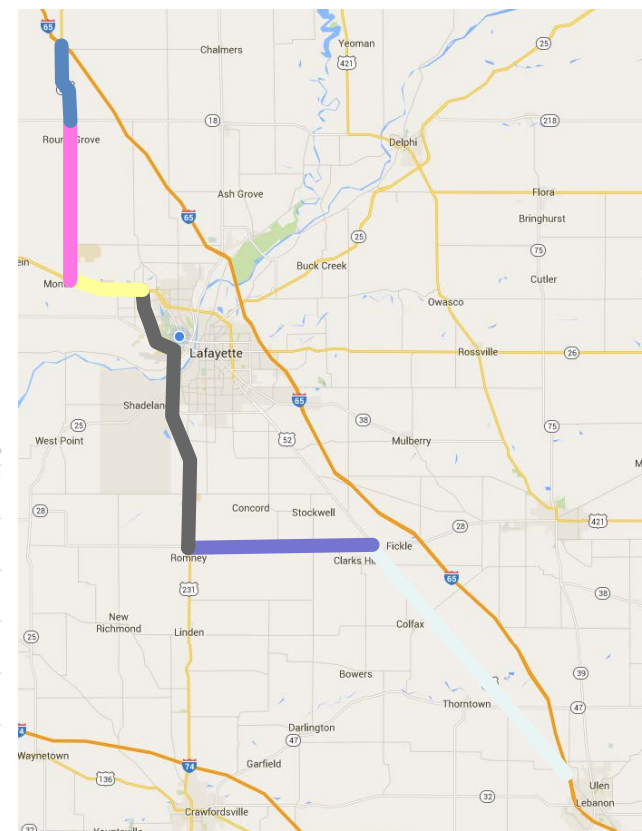 65
Chalmers
Yeoman
421
25
18
218
Delphi
Ash Grove
Flora
65
Bringhurst
25
75
Buck Creek
Cutler
Owasco
Lafayette
Rossville
26
65
38
75
25
52
West Point
Mulberry
Concord
Stockwell
28
28
421
Fickle
Romney
65
231
38
New
Richmond
Linden
Colfax
25
Bowers
39
Thorntown
47
Darlington
47
Waynetown
74
Garfield
136
Ulen
32
Lebanon
Crawfordsville
32